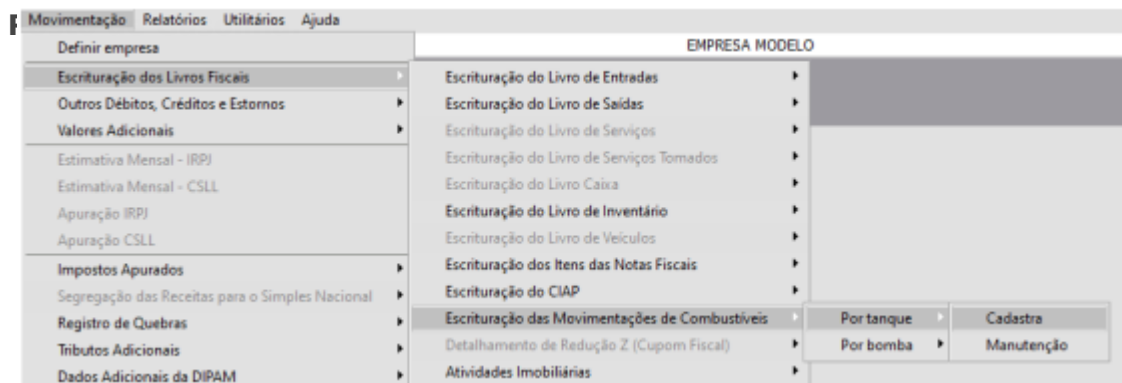 Movimentação Relatórios Utilitários Ajuda
Definir empresa
EMPRESA MODELO
Escrituração dos Livros Fiscais
Outros Débitos, Créditos e Estornos
Valores Adicionais
Estimativa Mensal - IRPJ
Estimativa Mensal - CSLL
Apuração IRPJ
Apuração CSLL
Impostos Apurados
Segregação das Receitas para o Simples Nacional
Registro de Quebras
Tributos Adicionais
Dados Adicionais da DIPAM
Escrituração do Livro de Entradas
Escrituração do Livro de Saídas
Escrituração do Livro de Serviços
Escrituração do Livro de Serviços Tomados
Escrituração do Livro Caixa
Escrituração do Livro de Inventário
Escrituração do Livro de Veículos
Escrituração dos Itens das Notas Fiscais
Escrituração do CIAP
Escrituração das Movimentações de Combustíveis
Detalhamento de Redução Z (Cupom Fiscal)
Atividades Imobiliárias
Por tanque
Por bomba
Cadastra
Manutenção